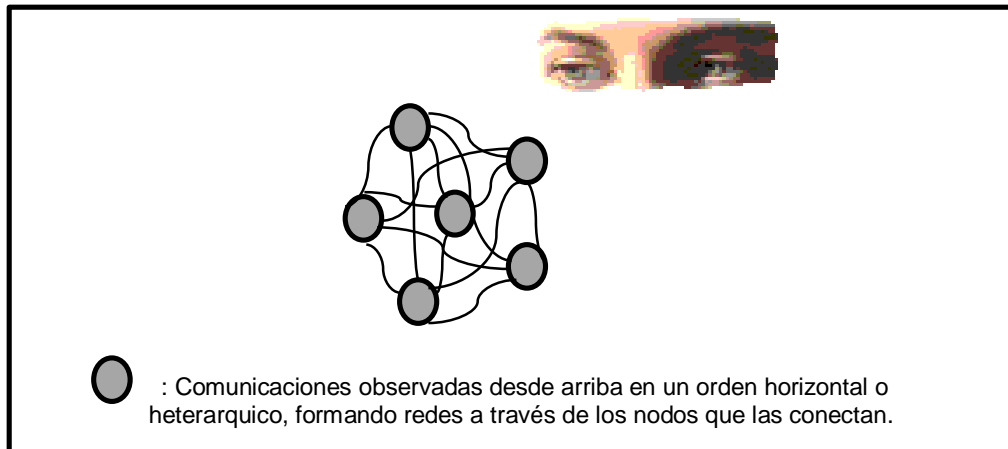 : Comunicaciones observadas desde arriba en un orden horizontal o
heterarquico, formando redes a través de los nodos que las conectan.